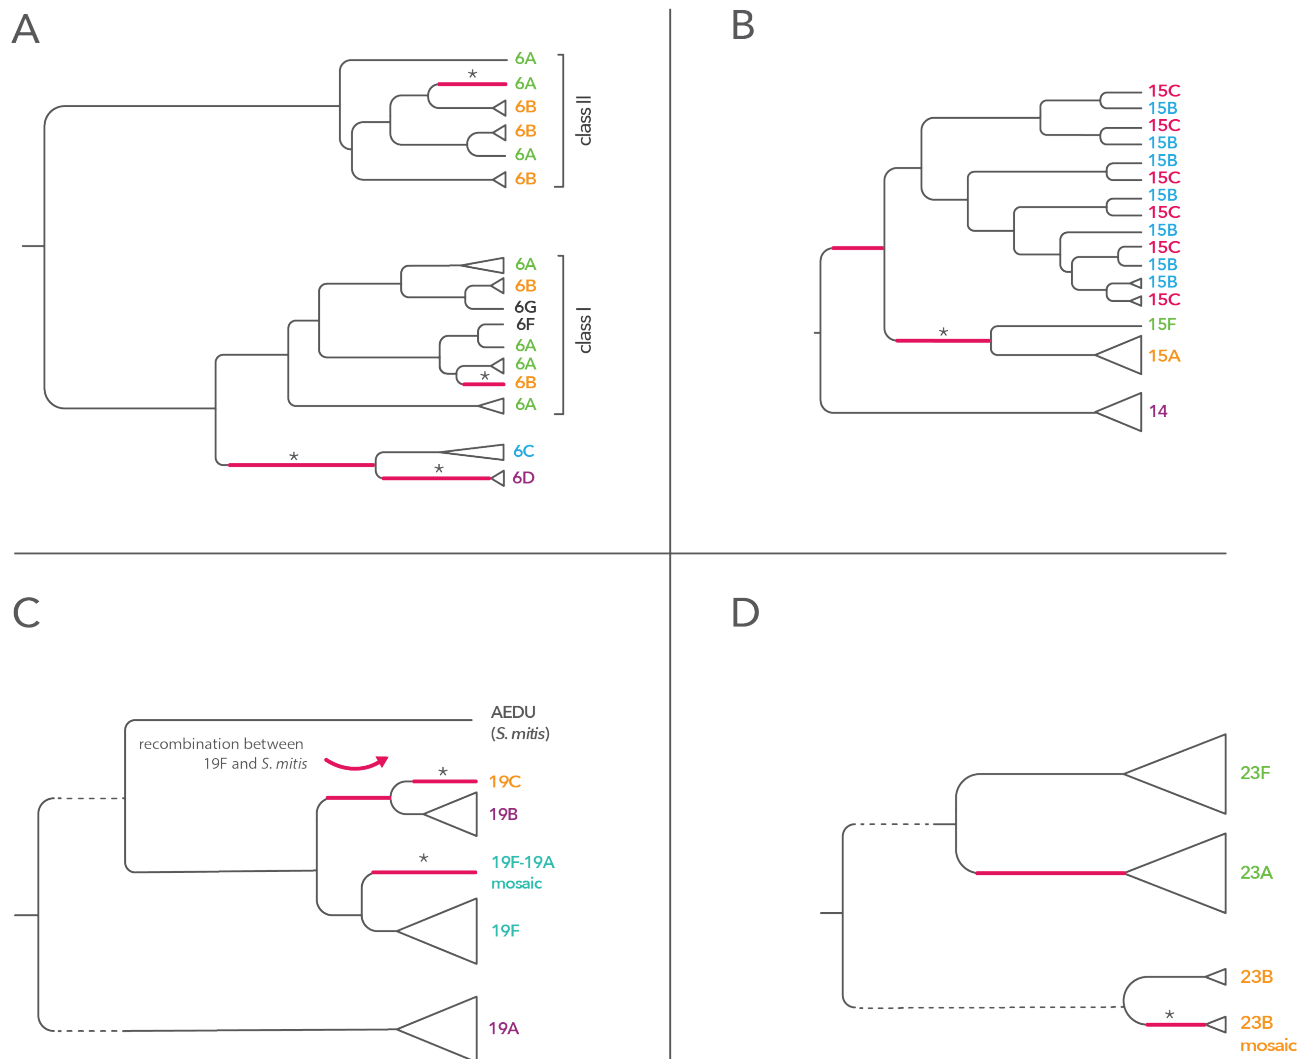 A
6A
*
6A
6B
6B
6A
6B
class II
6A
6B
6G
6F
6A
6A
*
6B
6A
class I
*
6C
*
6D
B
15C
15B
15C
15B
15B
15C
15B
15C
15B
15C
15B
15B
15C
*
15F
15A
14
C
AEDU
(S. mitis)
recombination between
19F and S. mitis
*
19C
19B
*
19F-19A
mosaic
19F
19A
D
23F
23A
23B
*
23B
mosaic